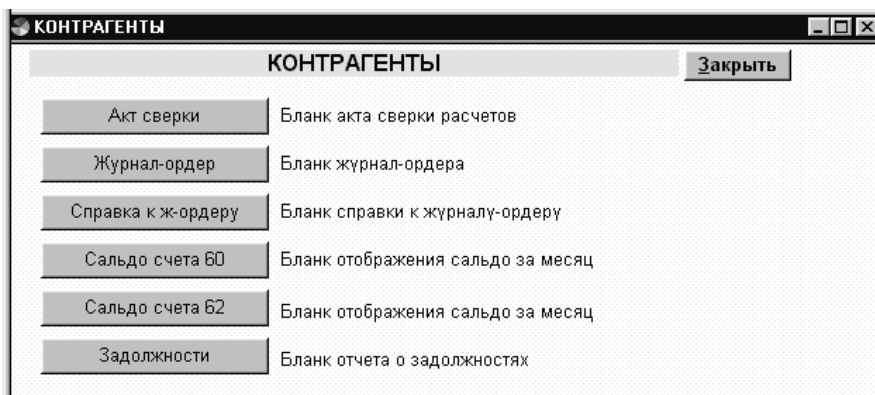 КОНТРАГЕНТЫ
КОНТРАГЕНТЫ Закрыть
Акт сверки Бланк акта сверки расчетов
Журнал-ордер Бланк журнал-ордера
Справка к ж-ордеру Бланк справки к журналу-ордеру
Сальдо счета 60 Бланк отображения сальдо за месяц
Сальдо счета 62 Бланк отображения сальдо за месяц
Задолжности Бланк отчета о задолжностях